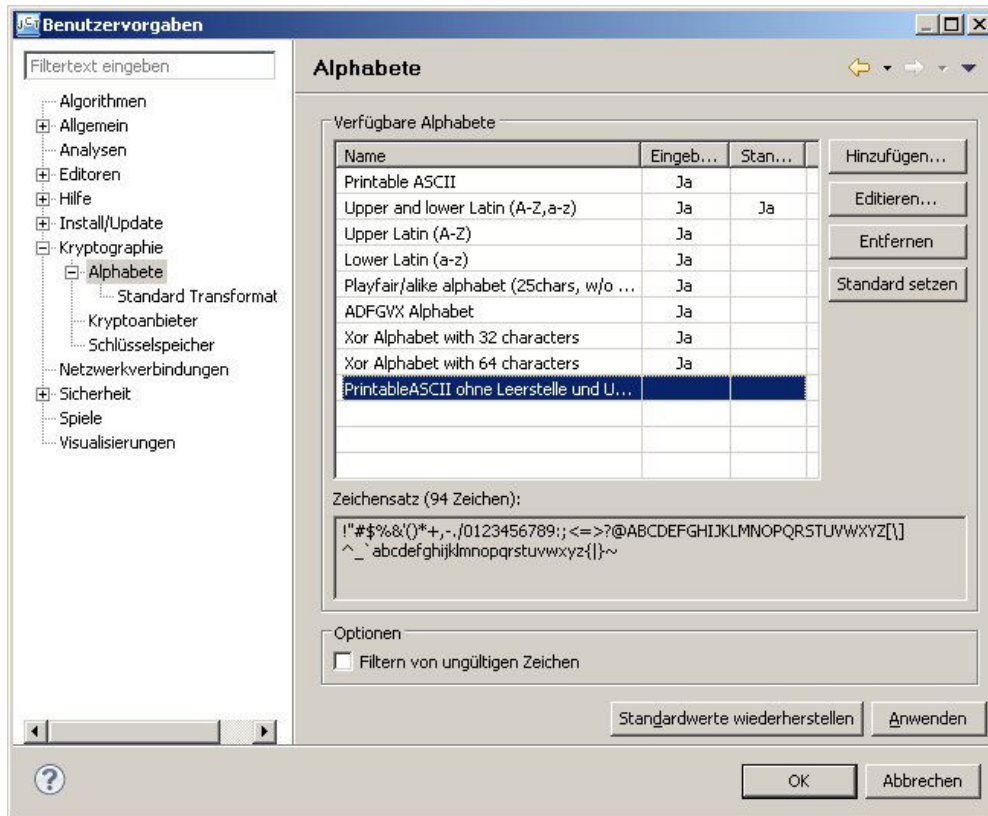 Benutzervorgaben
Filtertext eingeben
Algorithmen
Allgemein
Analysen
Editoren
Hilfe
Install/Update
Kryptographie
Alphabete
Standard Transformat
Kryptoanbieter
Schlüsselspeicher
Netzwerkverbindungen
Sicherheit
Spiele
Visualisierungen
Alphabete
Verfügbare Alphabete
Name Eingeb... Stan...
Printable ASCII Ja
Upper and lower Latin (A-Z,a-z) Ja Ja
Upper Latin (A-Z) Ja
Lower Latin (a-z) Ja
Playfair/alike alphabet (25chars, w/o ... Ja
ADFGVX Alphabet Ja
Xor Alphabet with 32 characters Ja
Xor Alphabet with 64 characters Ja
PrintableASCII ohne Leerstelle und U...
Hinzufügen...
Editieren...
Entfernen
Standard setzen
Zeichensatz (94 Zeichen):
!"#$%&'()*+,-./0123456789:;<=>?@ABCDEFGHIJKLMNOPQRSTUVWXYZ[\]
^_`abcdefghijklmnopqrstuvwxyz{|}~
Optionen
Filtern von ungültigen Zeichen
Standardwerte wiederherstellen Anwenden
OK Abbrechen